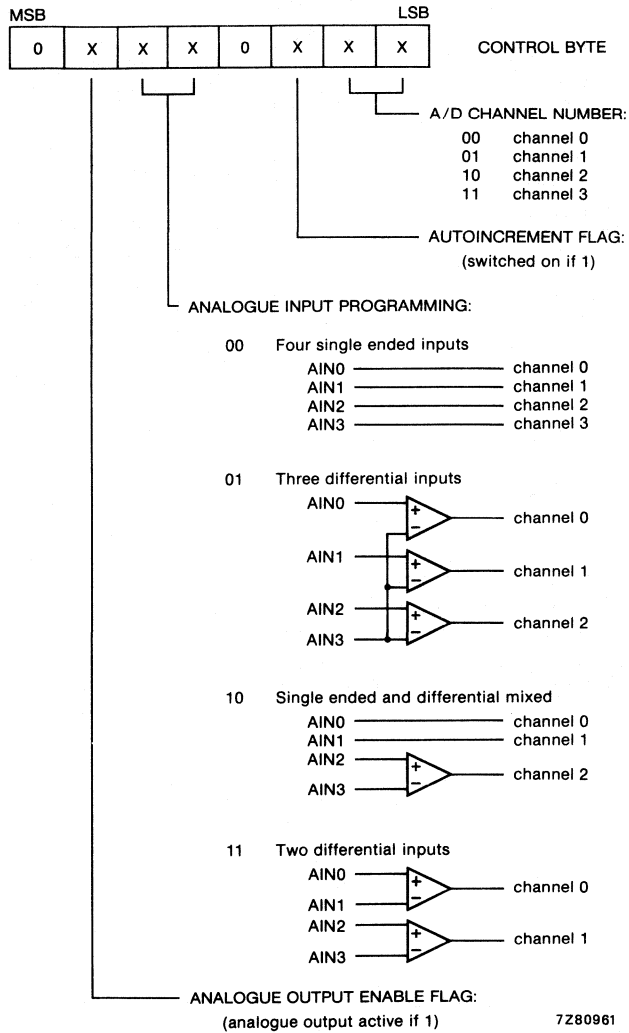 MSB LSB
0 X X X 0 X X X CONTROL BYTE
A/D CHANNEL NUMBER:
00 channel 0
01 channel 1
10 channel 2
11 channel 3
AUTOINCREMENT FLAG:
(switched on if 1)
ANALOGUE INPUT PROGRAMMING:
00 Four single ended inputs
AIN0 channel 0
AIN1 channel 1
AIN2 channel 2
AIN3 channel 3
01 Three differential inputs
AIN0 + − channel 0
AIN1 + − channel 1
AIN2 + − channel 2
AIN3
10 Single ended and differential mixed
AIN0 channel 0
AIN1 channel 1
AIN2 + − channel 2
AIN3
11 Two differential inputs
AIN0 + − channel 0
AIN1
AIN2 + − channel 1
AIN3
ANALOGUE OUTPUT ENABLE FLAG:
(analogue output active if 1) 7Z80961